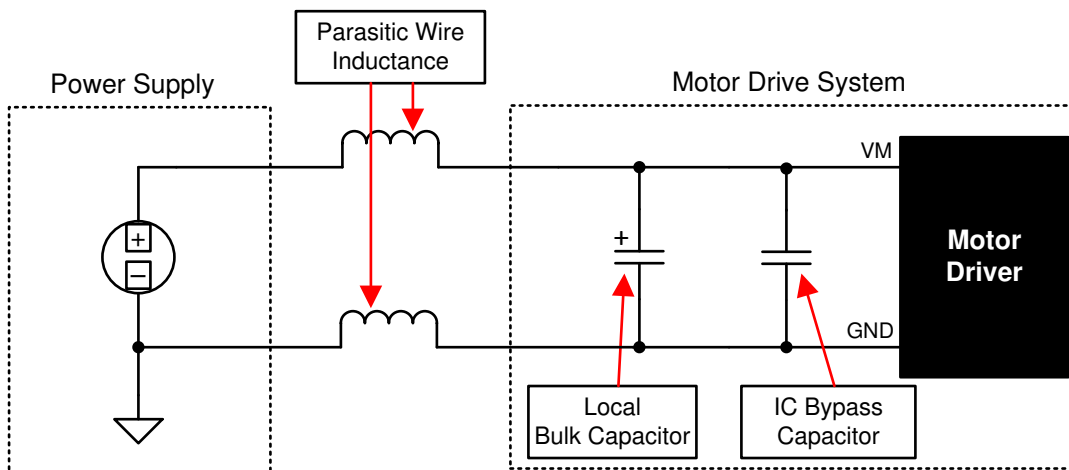 Parasitic Wire
Inductance
Power Supply
Motor Drive System
VM
+
−
+
Motor
Driver
GND
Local
Bulk Capacitor
IC Bypass
Capacitor